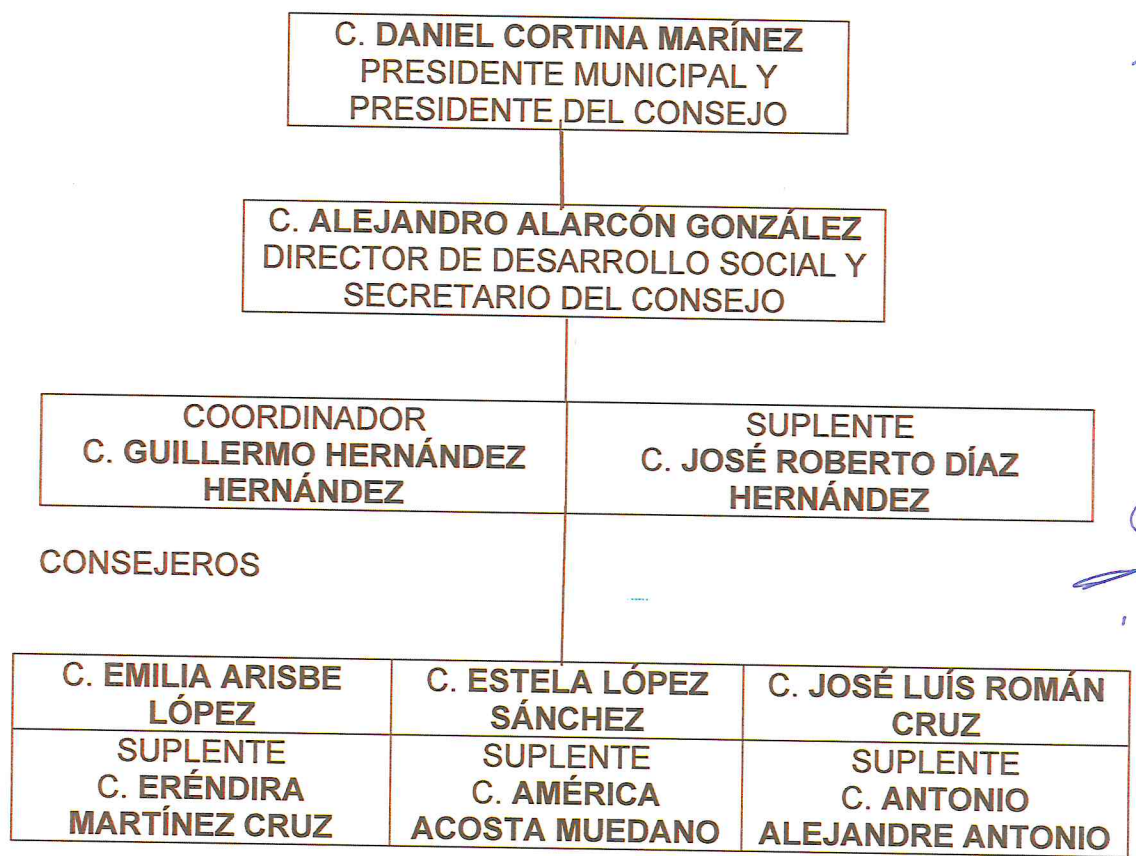 C. DANIEL CORTINA MARÍNEZ
PRESIDENTE MUNICIPAL Y
PRESIDENTE DEL CONSEJO
C. ALEJANDRO ALARCÓN GONZÁLEZ
DIRECTOR DE DESARROLLO SOCIAL Y
SECRETARIO DEL CONSEJO
COORDINADOR
C. GUILLERMO HERNÁNDEZ
HERNÁNDEZ
SUPLENTE
C. JOSÉ ROBERTO DÍAZ
HERNÁNDEZ
CONSEJEROS
C. EMILIA ARISBE
LÓPEZ
C. ESTELA LÓPEZ
SÁNCHEZ
C. JOSÉ LUÍS ROMÁN
CRUZ
SUPLENTE
C. ERÉNDIRA
MARTÍNEZ CRUZ
SUPLENTE
C. AMÉRICA
ACOSTA MUEDANO
SUPLENTE
C. ANTONIO
ALEJANDRE ANTONIO